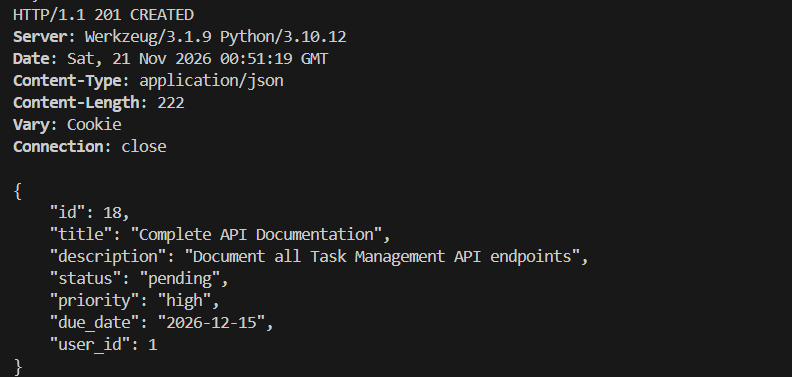 HTTP/1.1 201 CREATED
Server: Werkzeug/3.1.9 Python/3.10.12
Date: Sat, 21 Nov 2026 00:51:19 GMT
Content-Type: application/json
Content-Length: 222
Vary: Cookie
Connection: close

{
    "id": 18,
    "title": "Complete API Documentation",
    "description": "Document all Task Management API endpoints",
    "status": "pending",
    "priority": "high",
    "due_date": "2026-12-15",
    "user_id": 1
}